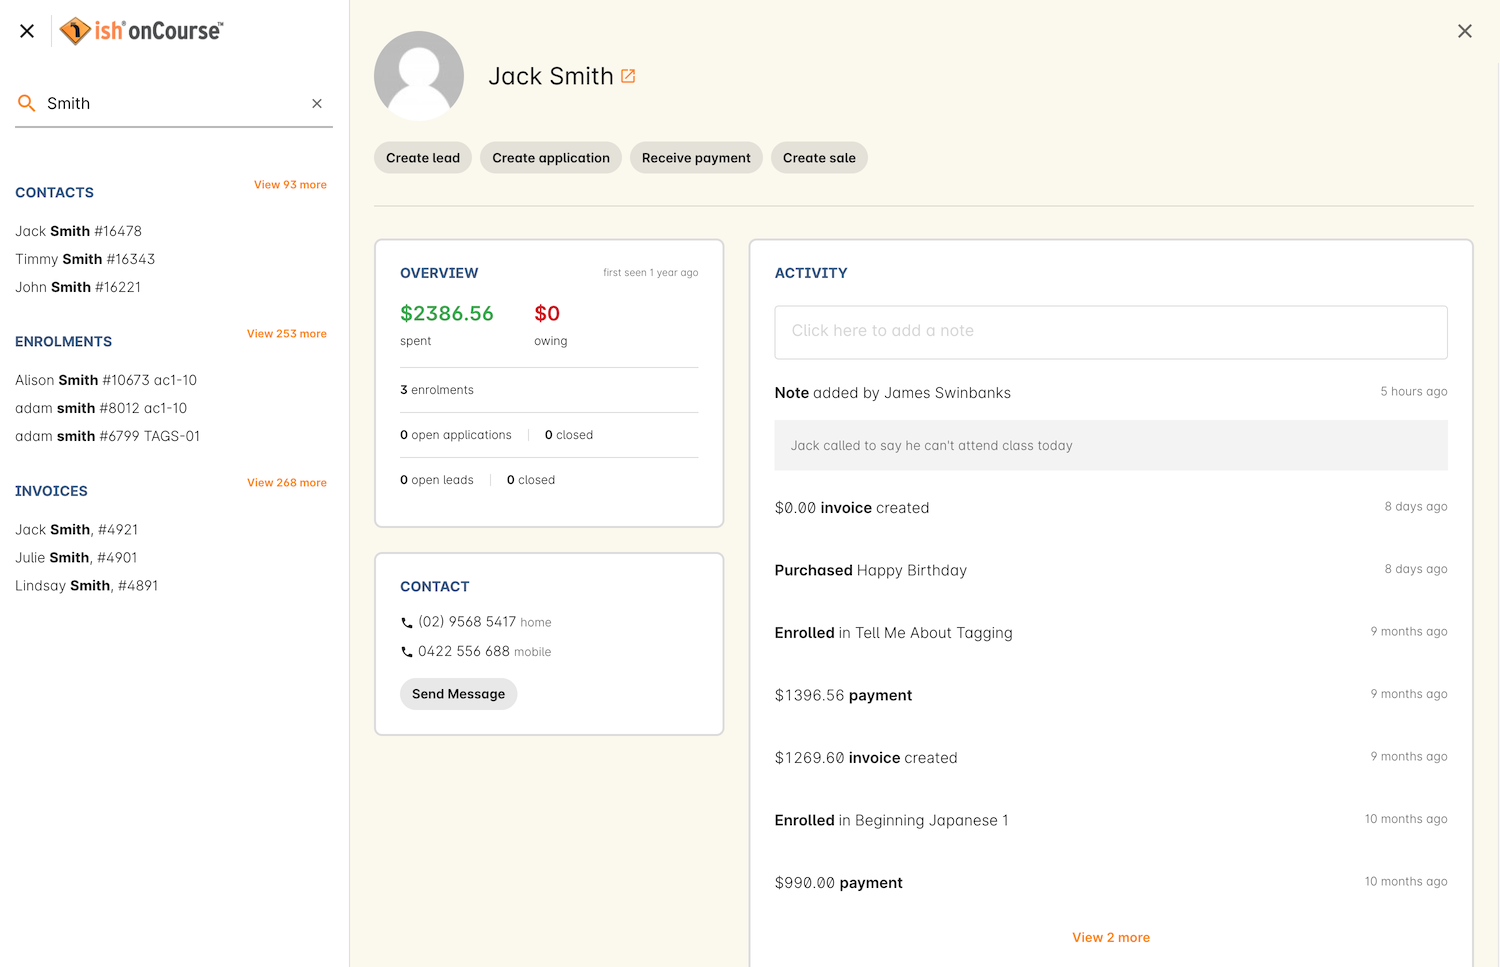 ish® onCourse™
Smith
CONTACTS
View 93 more
Jack Smith #16478
Timmy Smith #16343
John Smith #16221
ENROLMENTS
View 253 more
Alison Smith #10673 ac1-10
adam smith #8012 ac1-10
adam smith #6799 TAGS-01
INVOICES
View 268 more
Jack Smith, #4921
Julie Smith, #4901
Lindsay Smith, #4891
Jack Smith
Create lead
Create application
Receive payment
Create sale
OVERVIEW
first seen 1 year ago
$2386.56
spent
$0
owing
3 enrolments
0 open applications
0 closed
0 open leads
0 closed
CONTACT
(02) 9568 5417 home
0422 556 688 mobile
Send Message
ACTIVITY
Click here to add a note
Note added by James Swinbanks
5 hours ago
Jack called to say he can't attend class today
$0.00 invoice created
8 days ago
Purchased Happy Birthday
8 days ago
Enrolled in Tell Me About Tagging
9 months ago
$1396.56 payment
9 months ago
$1269.60 invoice created
9 months ago
Enrolled in Beginning Japanese 1
10 months ago
$990.00 payment
10 months ago
View 2 more